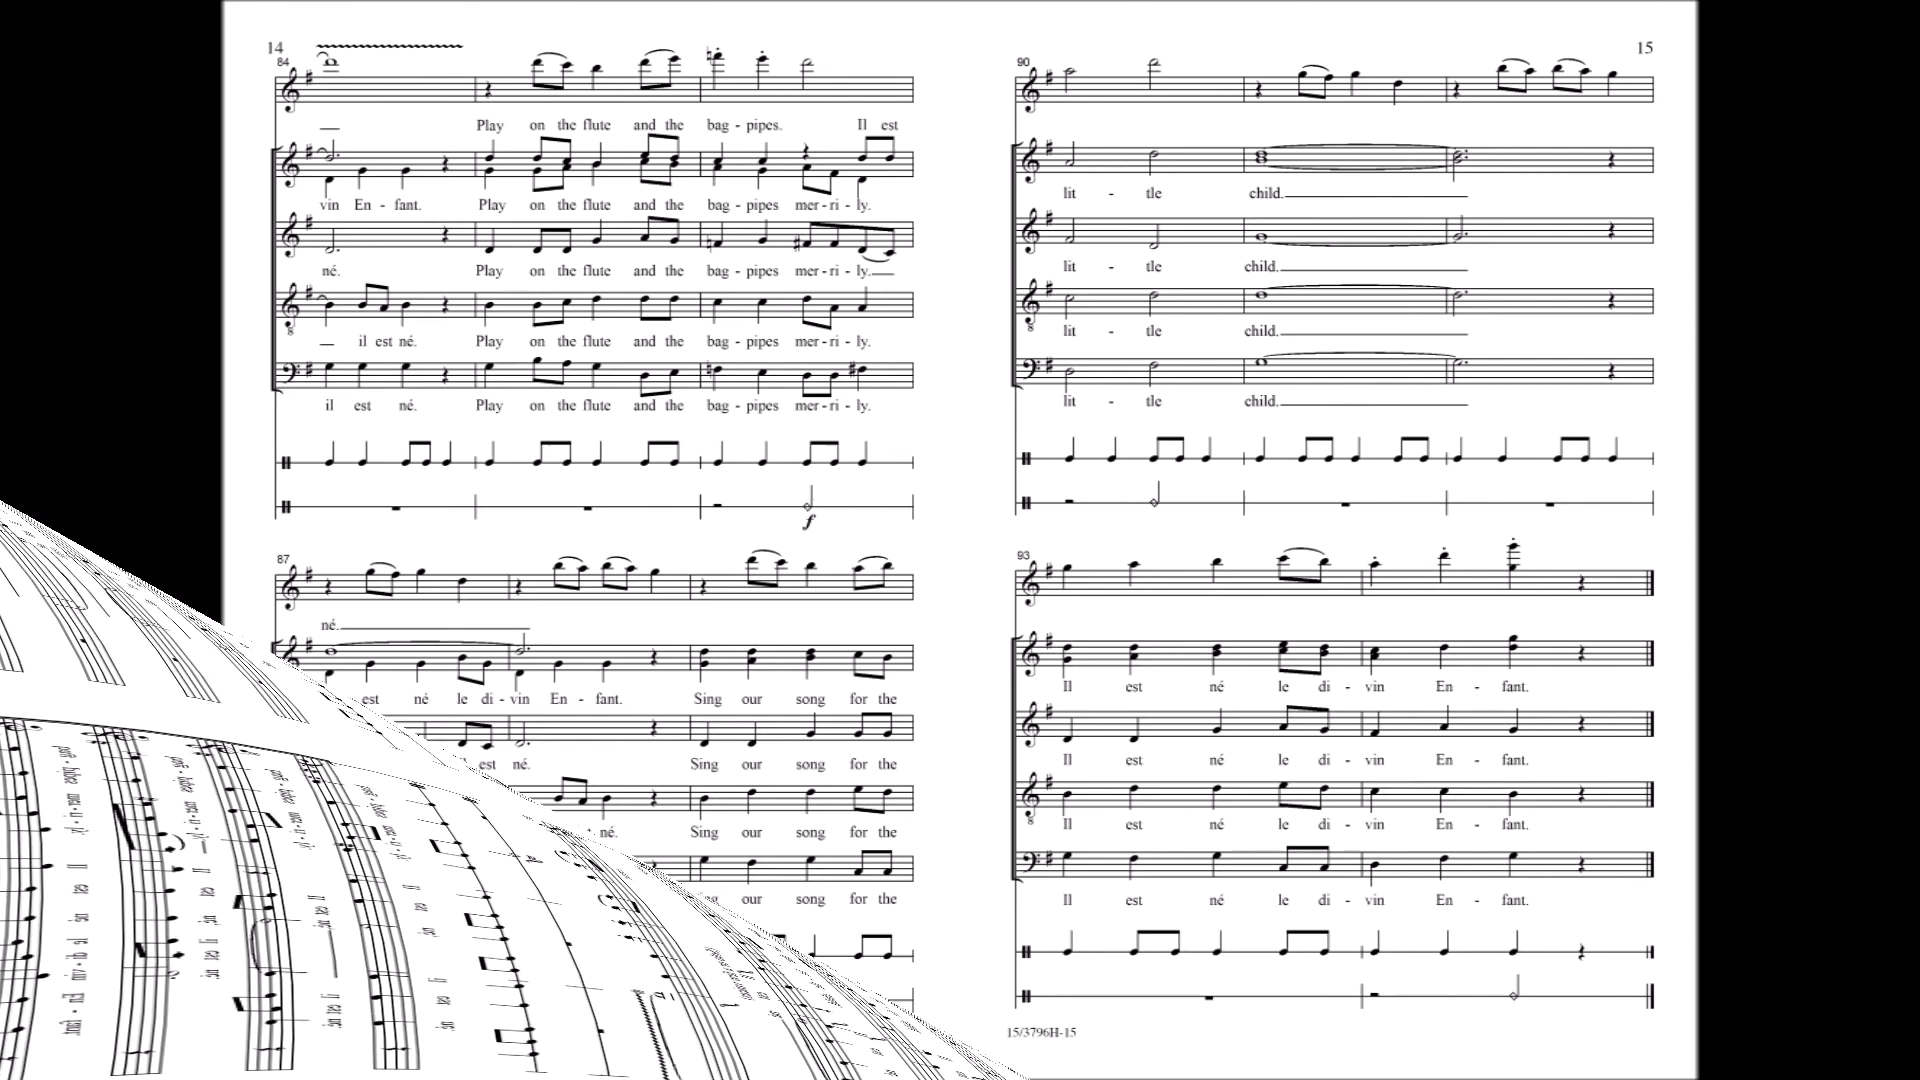 14
84
Play on the flute and the bag - pipes. Il est
vin En - fant. Play on the flute and the bag - pipes mer - ri - ly.
né. Play on the flute and the bag - pipes mer - ri - ly.
il est né. Play on the flute and the bag - pipes mer - ri - ly.
il est né. Play on the flute and the bag - pipes mer - ri - ly.
f
87
né.
est né le di - vin En - fant. Sing our song for the
est né. Sing our song for the
né. Sing our song for the
our song for the
15
90
lit - tle child.
lit - tle child.
lit - tle child.
lit - tle child.
93
Il est né le di - vin En - fant.
Il est né le di - vin En - fant.
Il est né le di - vin En - fant.
Il est né le di - vin En - fant.
15/3796H-15